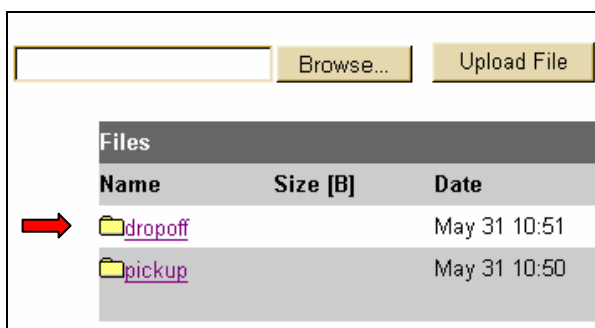 Browse... Upload File
Files
Name Size [B] Date
dropoff May 31 10:51
pickup May 31 10:50